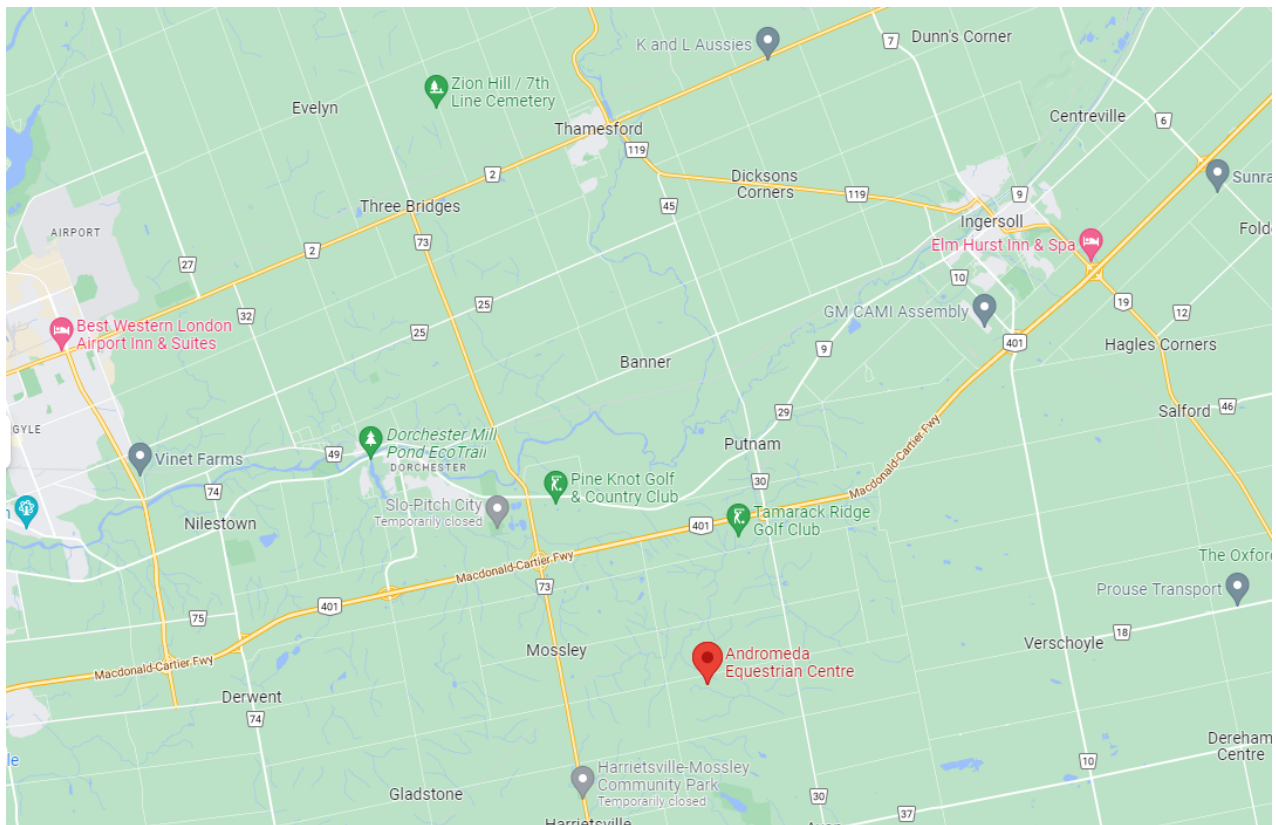 K and L Aussies
7
Dunn's Corner
Zion Hill / 7th
Line Cemetery
Evelyn
Centreville
6
Thamesford
119
2
Dicksons
Corners
119
9
Sunra
Three Bridges
45
Ingersoll
Folde
AIRPORT
73
Elm Hurst Inn & Spa
2
27
10
25
19
GM CAMI Assembly
12
32
Best Western London
Airport Inn & Suites
25
401
Hagles Corners
9
Banner
Salford
46
29
GYLE
Dorchester Mill
Pond EcoTrail
Putnam
Macdonald-Cartier Fwy
49
Vinet Farms
DORCHESTER
30
74
Pine Knot Golf
& Country Club
Slo-Pitch City
Temporarily closed
Nilestown
401
Tamarack Ridge
Golf Club
Macdonald-Cartier Fwy
The Oxford
73
Prouse Transport
401
75
18
Mossley
Verschoyle
Andromeda
Equestrian Centre
Macdonald-Cartier Fwy
Derwent
74
Dereham
Centre
10
Harrietsville-Mossley
Community Park
Temporarily closed
Gladstone
30
37
Harrietsville